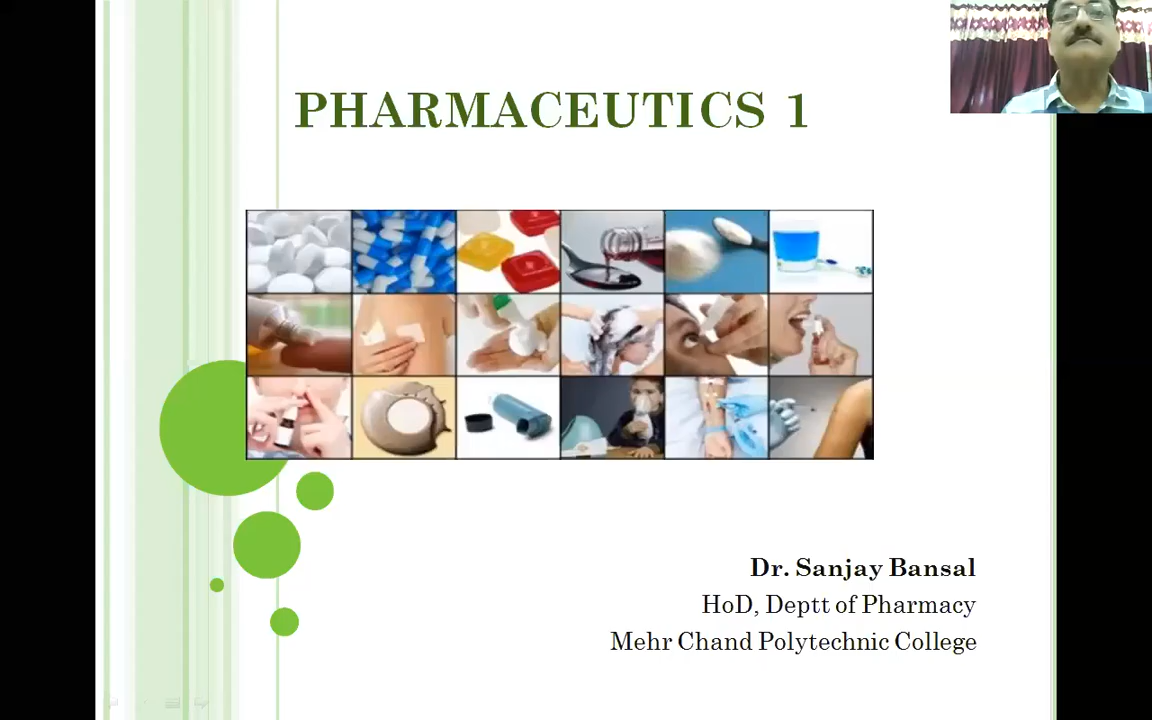 PHARMACEUTICS 1
Dr. Sanjay Bansal
HoD, Deptt of Pharmacy
Mehr Chand Polytechnic College